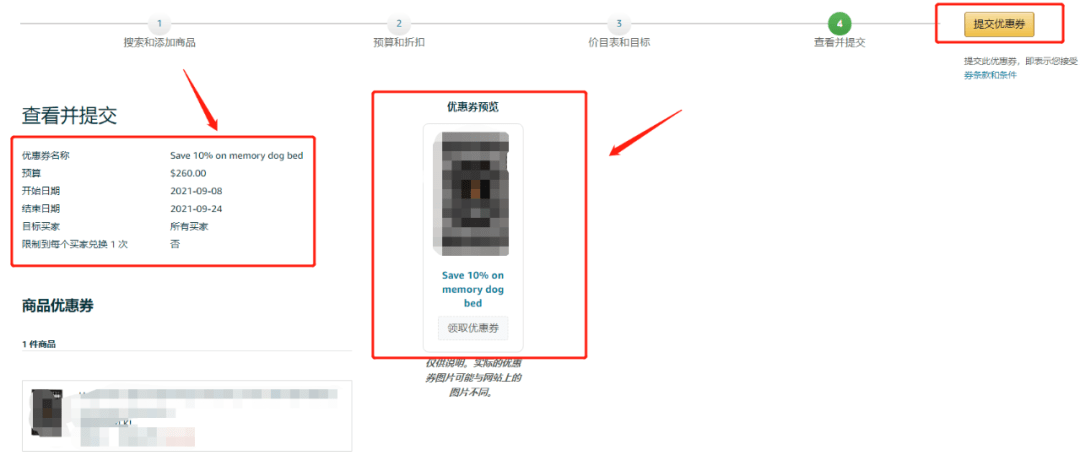 1
2
3
4
搜索和添加商品
预算和折扣
价目表和目标
查看并提交
提交优惠券
提交此优惠券，即表示您接受
券条款和条件
查看并提交
优惠券名称 Save 10% on memory dog bed
预算 $260.00
开始日期 2021-09-08
结束日期 2021-09-24
目标买家 所有买家
限制到每个买家兑换 1 次 否
优惠券预览
Save 10% on
memory dog
bed
领取优惠券
仅供说明。实际的优惠
券图片可能与网站上的
图片不同。
商品优惠券
1 件商品